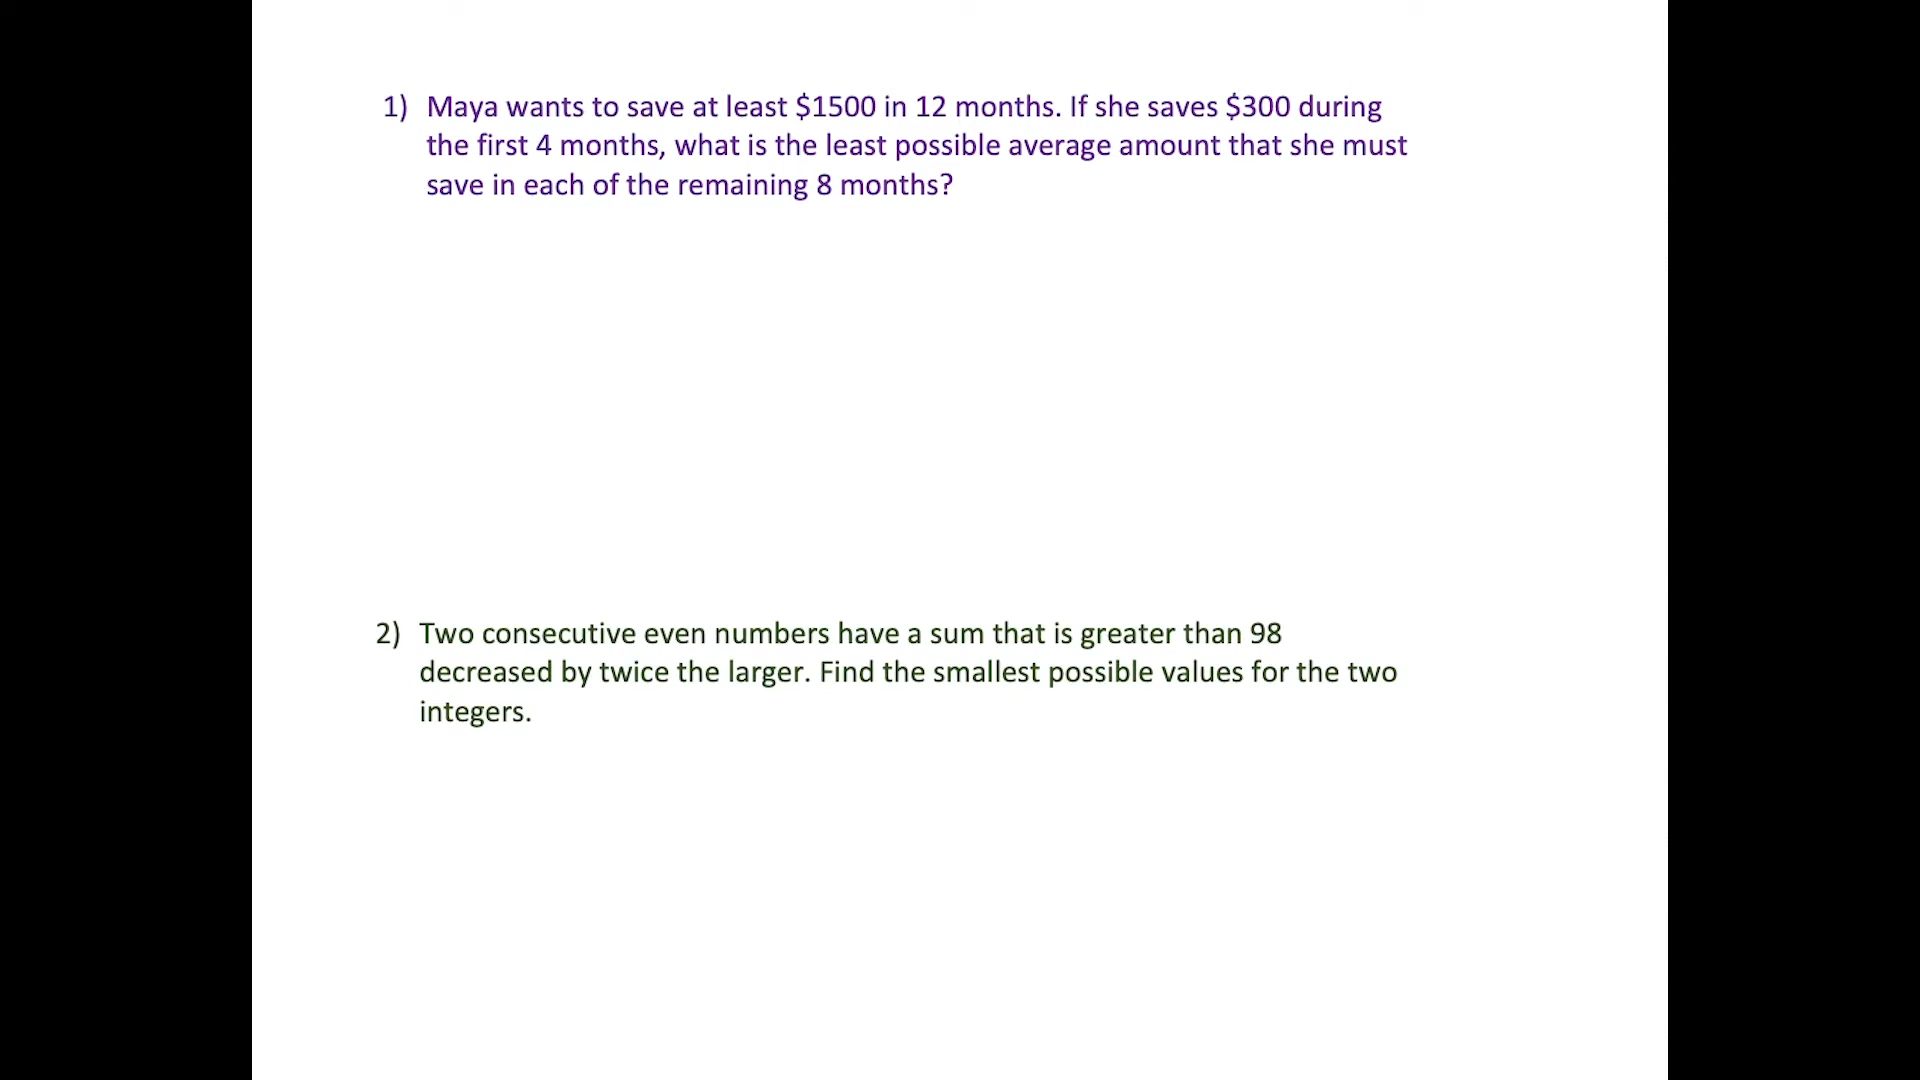 1) Maya wants to save at least $1500 in 12 months. If she saves $300 during
the first 4 months, what is the least possible average amount that she must
save in each of the remaining 8 months?
2) Two consecutive even numbers have a sum that is greater than 98
decreased by twice the larger. Find the smallest possible values for the two
integers.